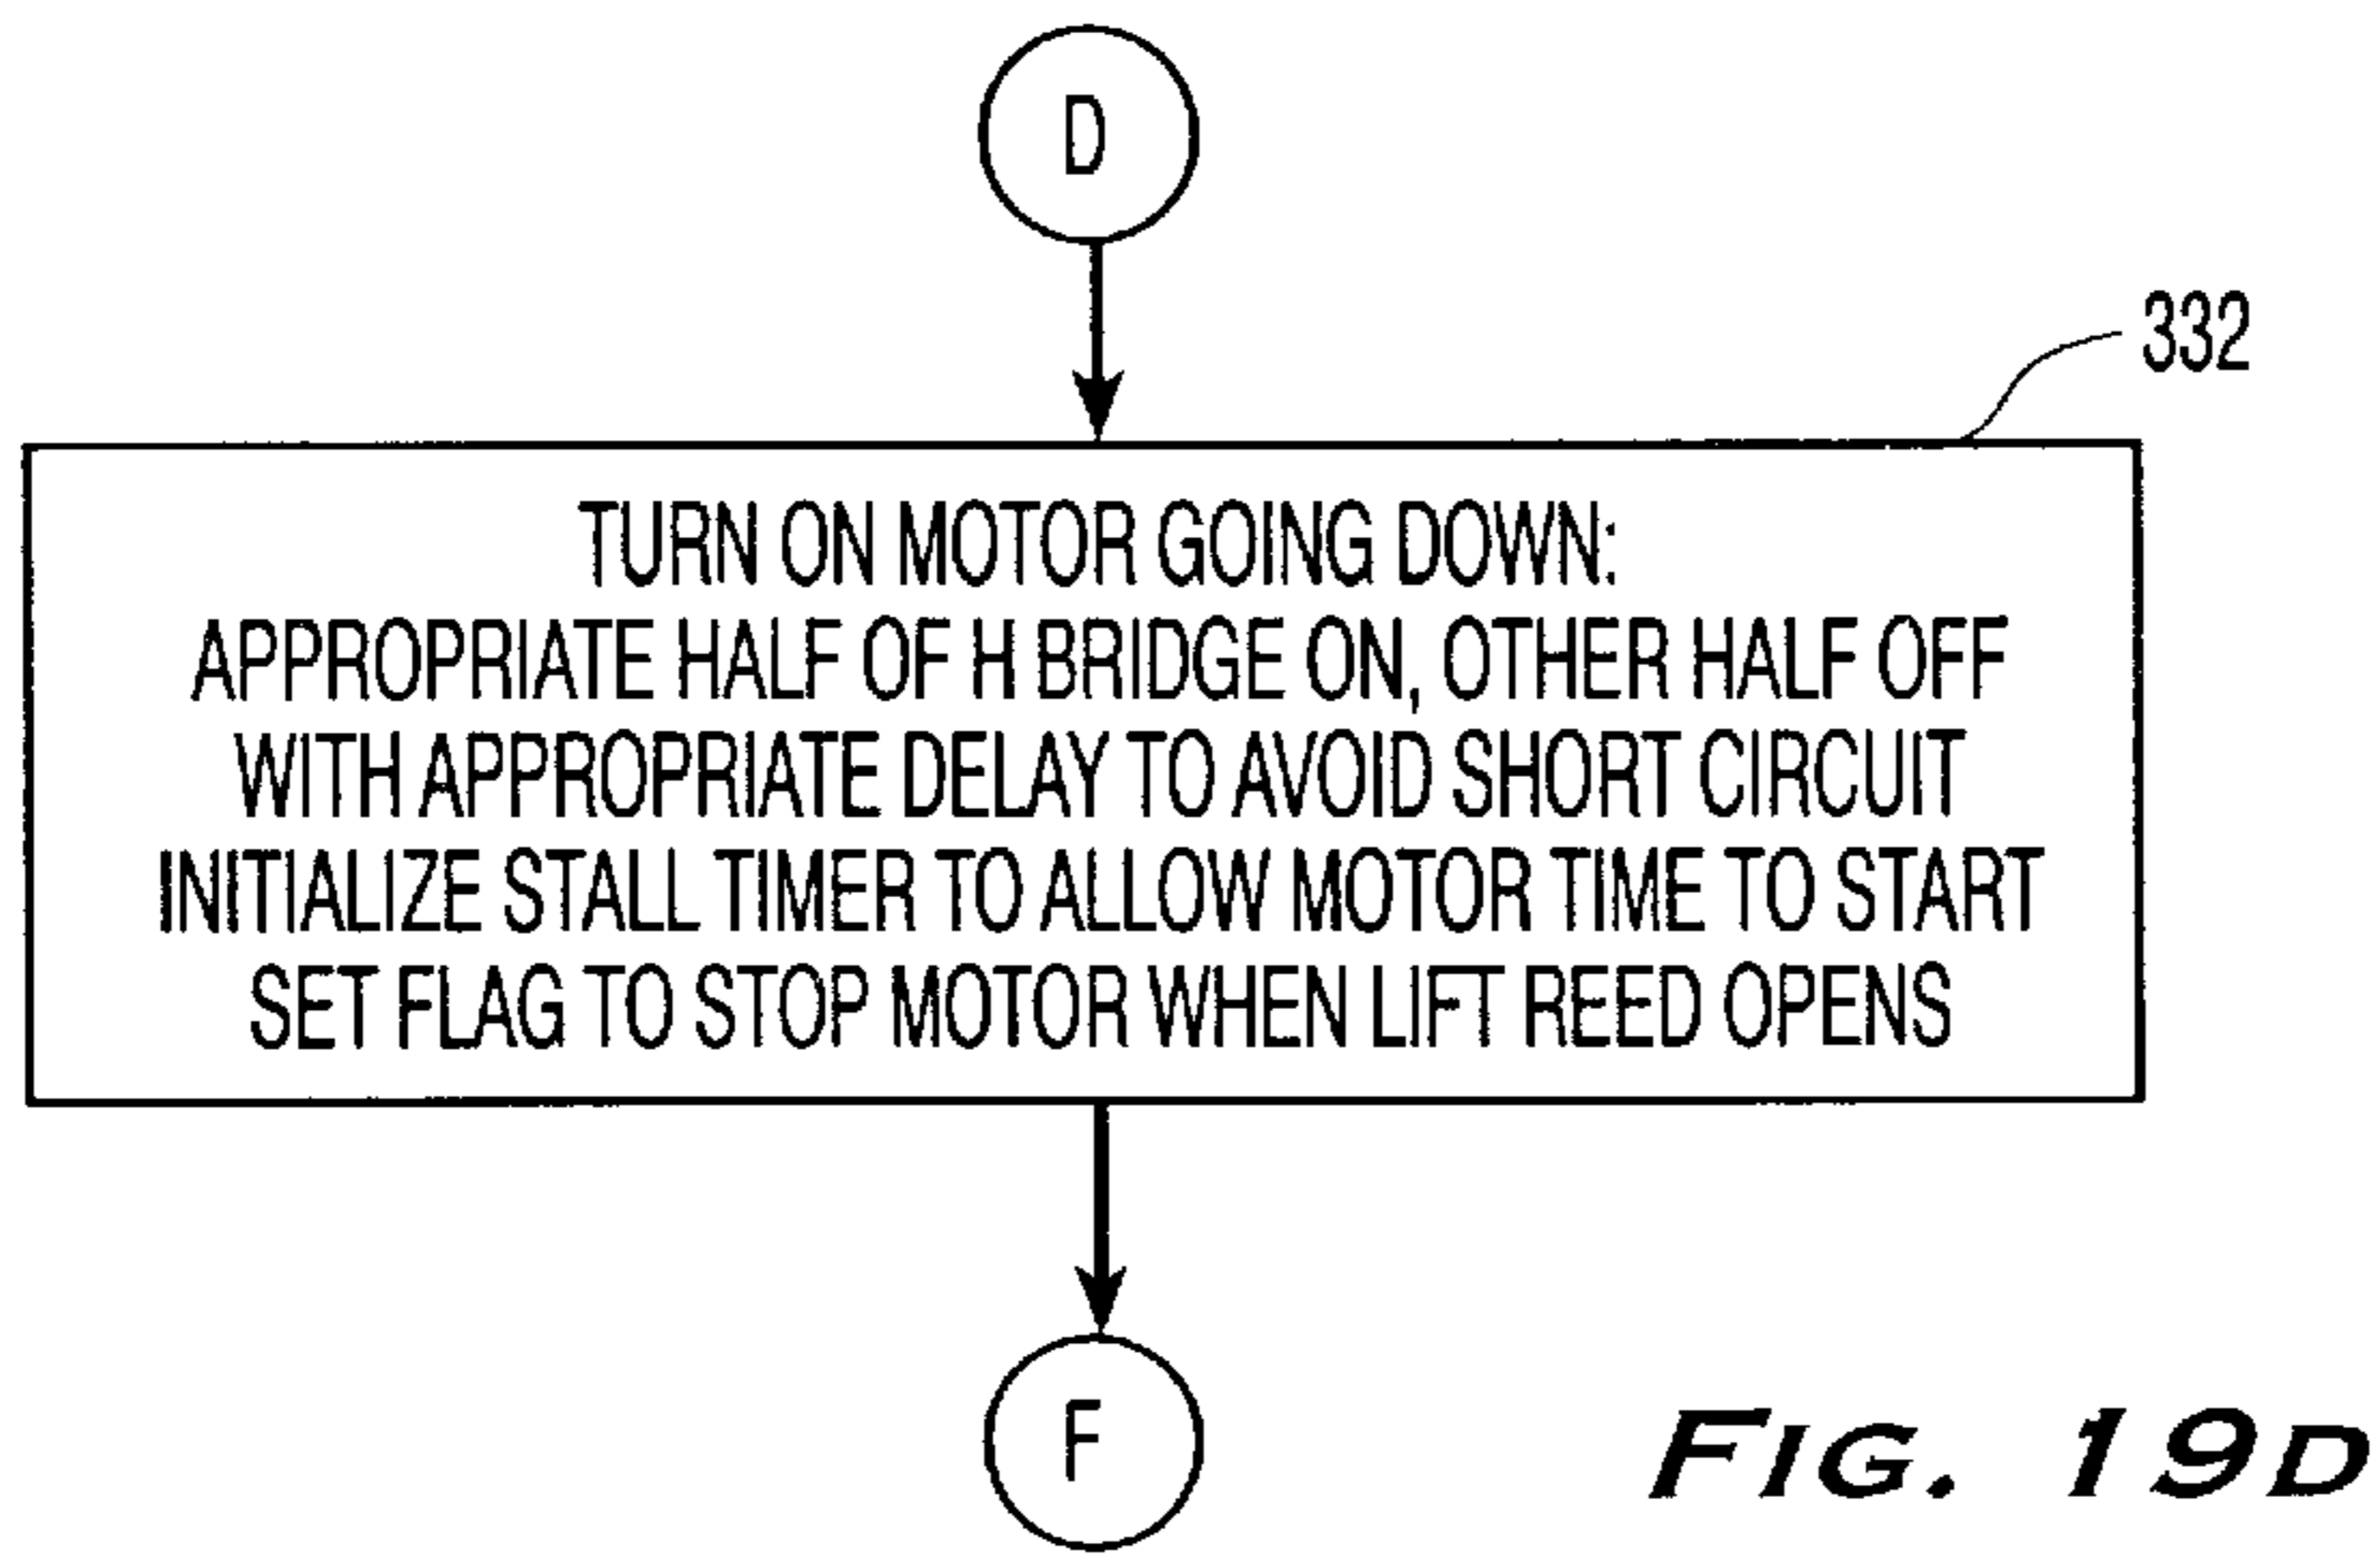 D
332
TURN ON MOTOR GOING DOWN:
APPROPRIATE HALF OF H BRIDGE ON, OTHER HALF OFF
WITH APPROPRIATE DELAY TO AVOID SHORT CIRCUIT
INITIALIZE STALL TIMER TO ALLOW MOTOR TIME TO START
SET FLAG TO STOP MOTOR WHEN LIFT REED OPENS
F
FIG. 19D